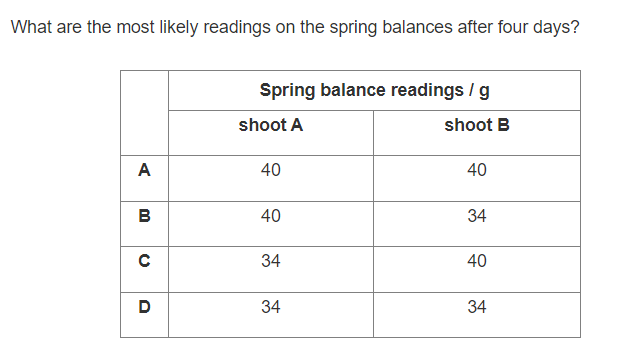 What are the most likely readings on the spring balances after four days?
Spring balance readings / g
shoot A shoot B
A 40 40
B 40 34
C 34 40
D 34 34